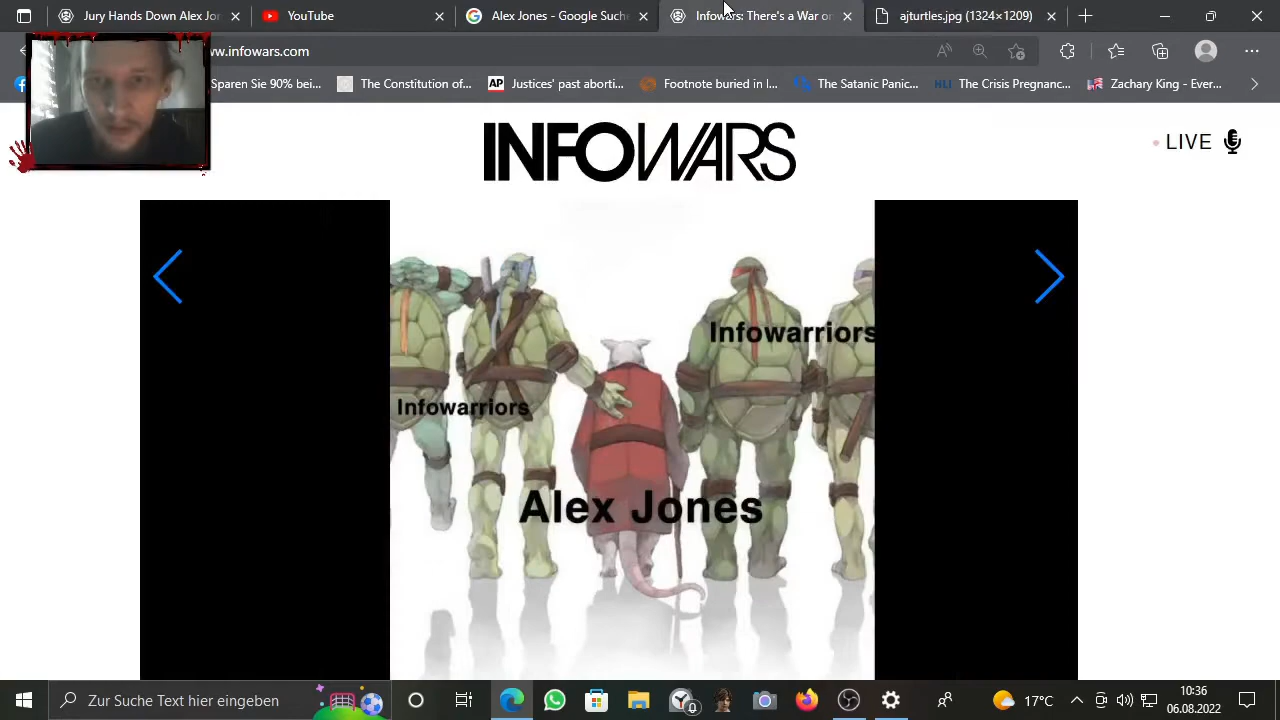 Jury Hands Down Alex Jon
YouTube
Alex Jones - Google Such
Infowars: There's a War on
ajturtles.jpg (1324×1209)
ww.infowars.com
Sparen Sie 90% bei...
The Constitution of...
AP
Justices' past aborti...
Footnote buried in l...
The Satanic Panic...
NLI
The Crisis Pregnanc...
Zachary King - Ever...
INFOWARS
LIVE
Infowarriors
Infowarriors
Alex Jones
Zur Suche Text hier eingeben
17°C
10:36
06.08.2022